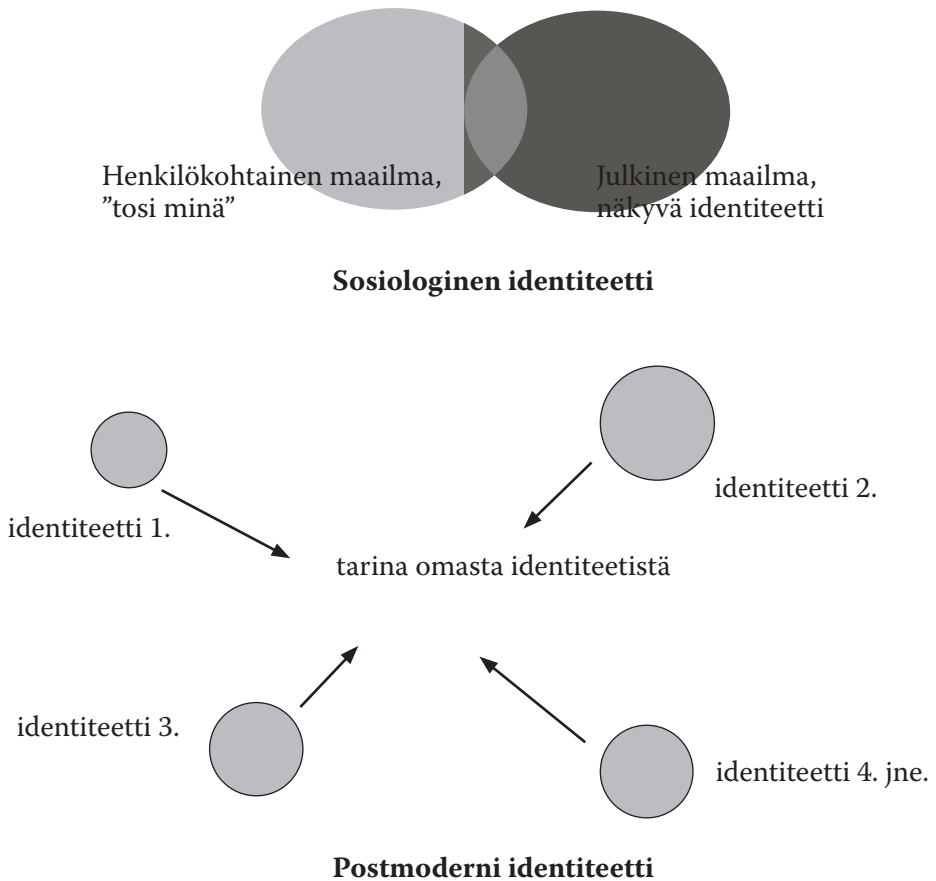 Henkilökohtainen maailma,
”tosi minä”
Julkinen maailma,
näkyvä identiteetti
Sosiologinen identiteetti
identiteetti 1.
identiteetti 2.
tarina omasta identiteetistä
identiteetti 3.
identiteetti 4. jne.
Postmoderni identiteetti